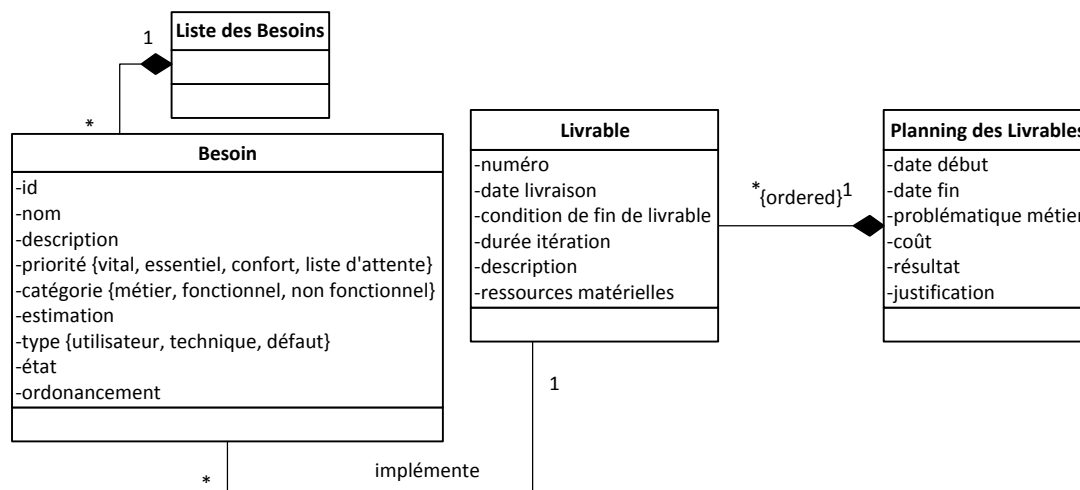 Liste des Besoins
1
*
Besoin
-id
-nom
-description
-priorité {vital, essentiel, confort, liste d'attente}
-catégorie {métier, fonctionnel, non fonctionnel}
-estimation
-type {utilisateur, technique, défaut}
-état
-ordonancement
*
implémente
1
Livrable
-numéro
-date livraison
-condition de fin de livrable
-durée itération
-description
-ressources matérielles
*
{ordered}
1
Planning des Livrables
-date début
-date fin
-problématique métier
-coût
-résultat
-justification